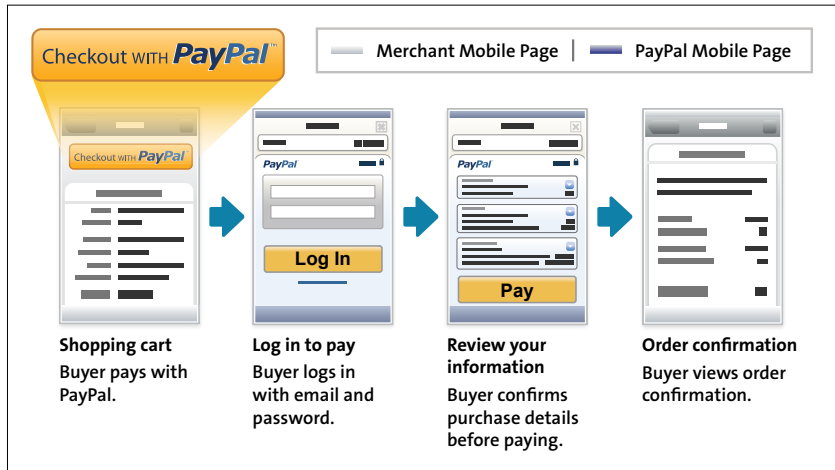 Checkout WITH PayPal™
Merchant Mobile Page | PayPal Mobile Page
Checkout WITH PayPal
PayPal
Log In
PayPal
Pay
Shopping cart
Buyer pays with
PayPal.
Log in to pay
Buyer logs in
with email and
password.
Review your
information
Buyer confirms
purchase details
before paying.
Order confirmation
Buyer views order
confirmation.